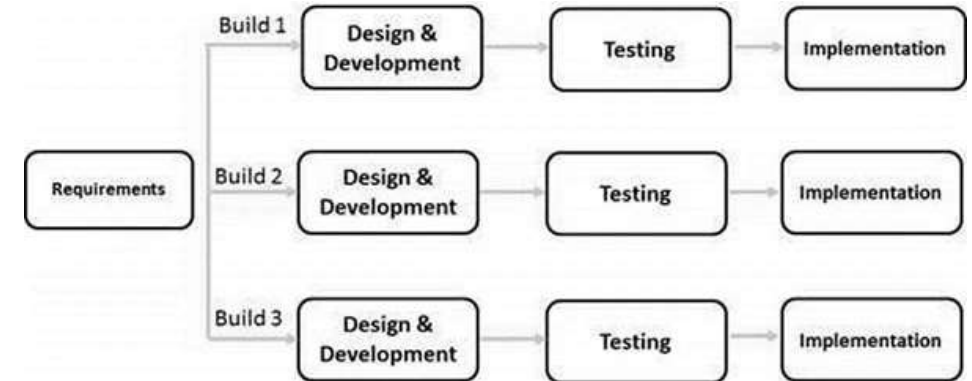 Build 1
Design &
Development
Testing
Implementation
Requirements
Build 2
Design &
Development
Testing
Implementation
Build 3
Design &
Development
Testing
Implementation